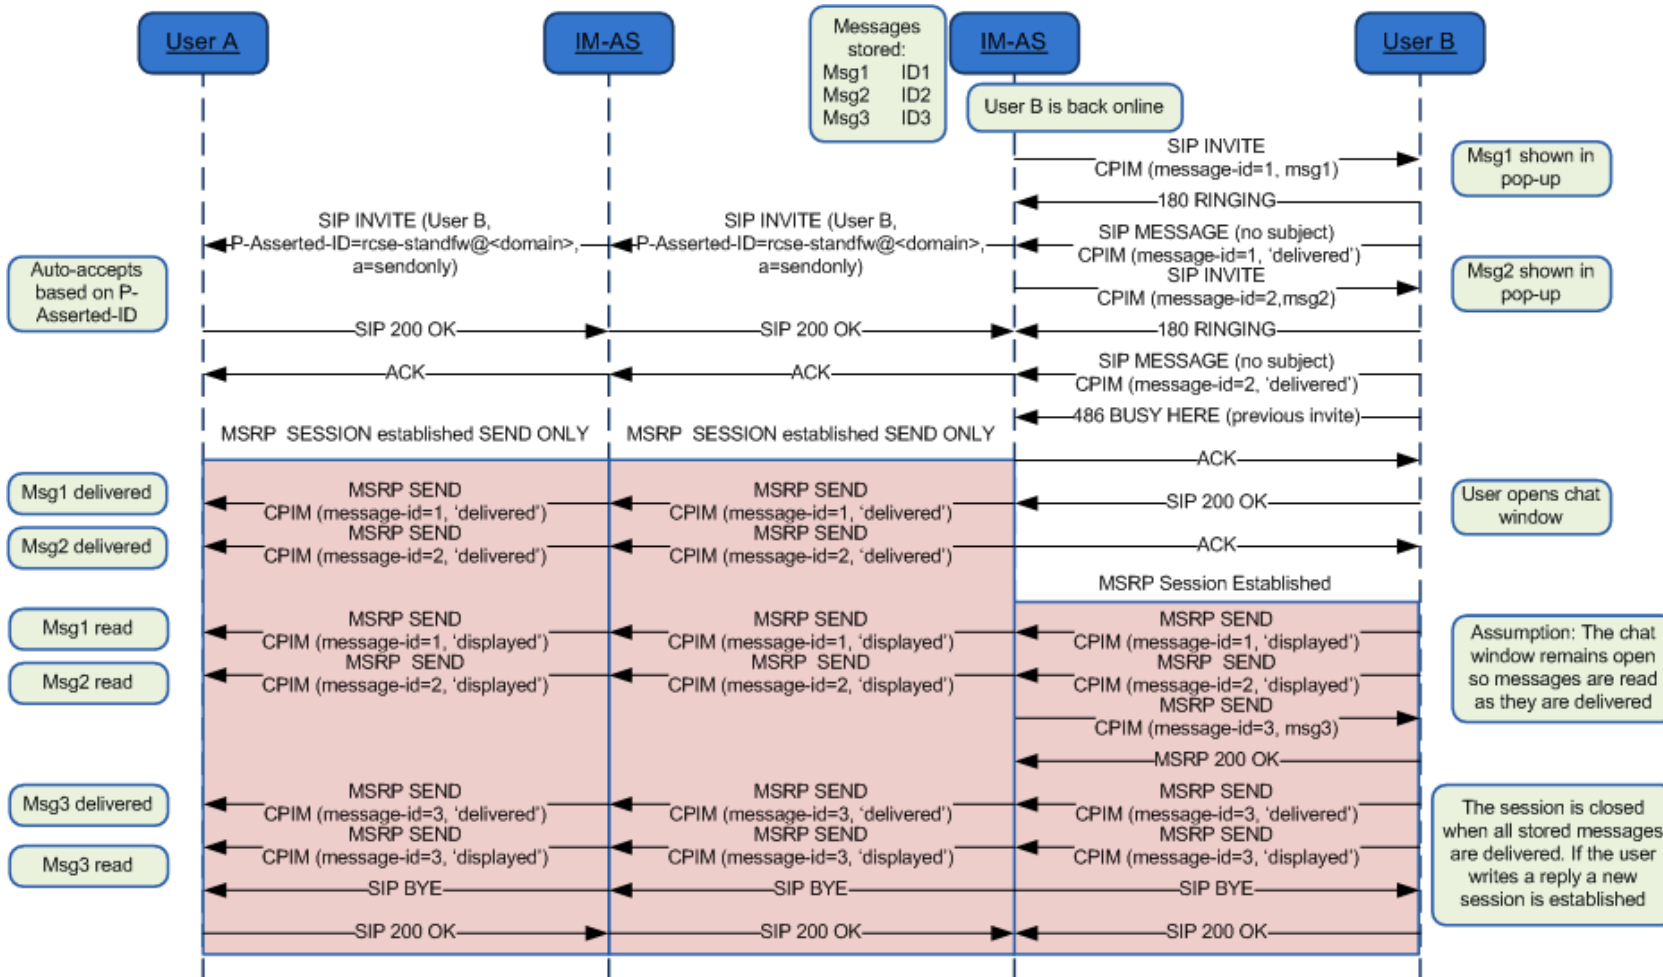 User A
IM-AS
Messages
stored:
Msg1 ID1
Msg2 ID2
Msg3 ID3
IM-AS
User B
User B is back online
SIP INVITE
CPIM (message-id=1, msg1)
Msg1 shown in
pop-up
180 RINGING
SIP INVITE (User B,
P-Asserted-ID=rcse-standfw@<domain>,
a=sendonly)
SIP INVITE (User B,
P-Asserted-ID=rcse-standfw@<domain>,
a=sendonly)
SIP MESSAGE (no subject)
CPIM (message-id=1, 'delivered')
Auto-accepts
based on P-
Asserted-ID
SIP INVITE
CPIM (message-id=2,msg2)
Msg2 shown in
pop-up
SIP 200 OK
SIP 200 OK
180 RINGING
ACK
ACK
SIP MESSAGE (no subject)
CPIM (message-id=2, 'delivered')
486 BUSY HERE (previous invite)
MSRP SESSION established SEND ONLY
MSRP SESSION established SEND ONLY
ACK
Msg1 delivered
MSRP SEND
CPIM (message-id=1, 'delivered')
MSRP SEND
CPIM (message-id=1, 'delivered')
SIP 200 OK
User opens chat
window
Msg2 delivered
MSRP SEND
CPIM (message-id=2, 'delivered')
MSRP SEND
CPIM (message-id=2, 'delivered')
ACK
MSRP Session Established
Msg1 read
MSRP SEND
CPIM (message-id=1, 'displayed')
MSRP SEND
CPIM (message-id=1, 'displayed')
MSRP SEND
CPIM (message-id=1, 'displayed')
Assumption: The chat
window remains open
so messages are read
as they are delivered
Msg2 read
MSRP SEND
CPIM (message-id=2, 'displayed')
MSRP SEND
CPIM (message-id=2, 'displayed')
MSRP SEND
CPIM (message-id=2, 'displayed')
MSRP SEND
CPIM (message-id=3, msg3)
MSRP 200 OK
Msg3 delivered
MSRP SEND
CPIM (message-id=3, 'delivered')
MSRP SEND
CPIM (message-id=3, 'delivered')
MSRP SEND
CPIM (message-id=3, 'delivered')
The session is closed
when all stored messages
are delivered. If the user
writes a reply a new
session is established
Msg3 read
MSRP SEND
CPIM (message-id=3, 'displayed')
MSRP SEND
CPIM (message-id=3, 'displayed')
MSRP SEND
CPIM (message-id=3, 'displayed')
SIP BYE
SIP BYE
SIP BYE
SIP 200 OK
SIP 200 OK
SIP 200 OK